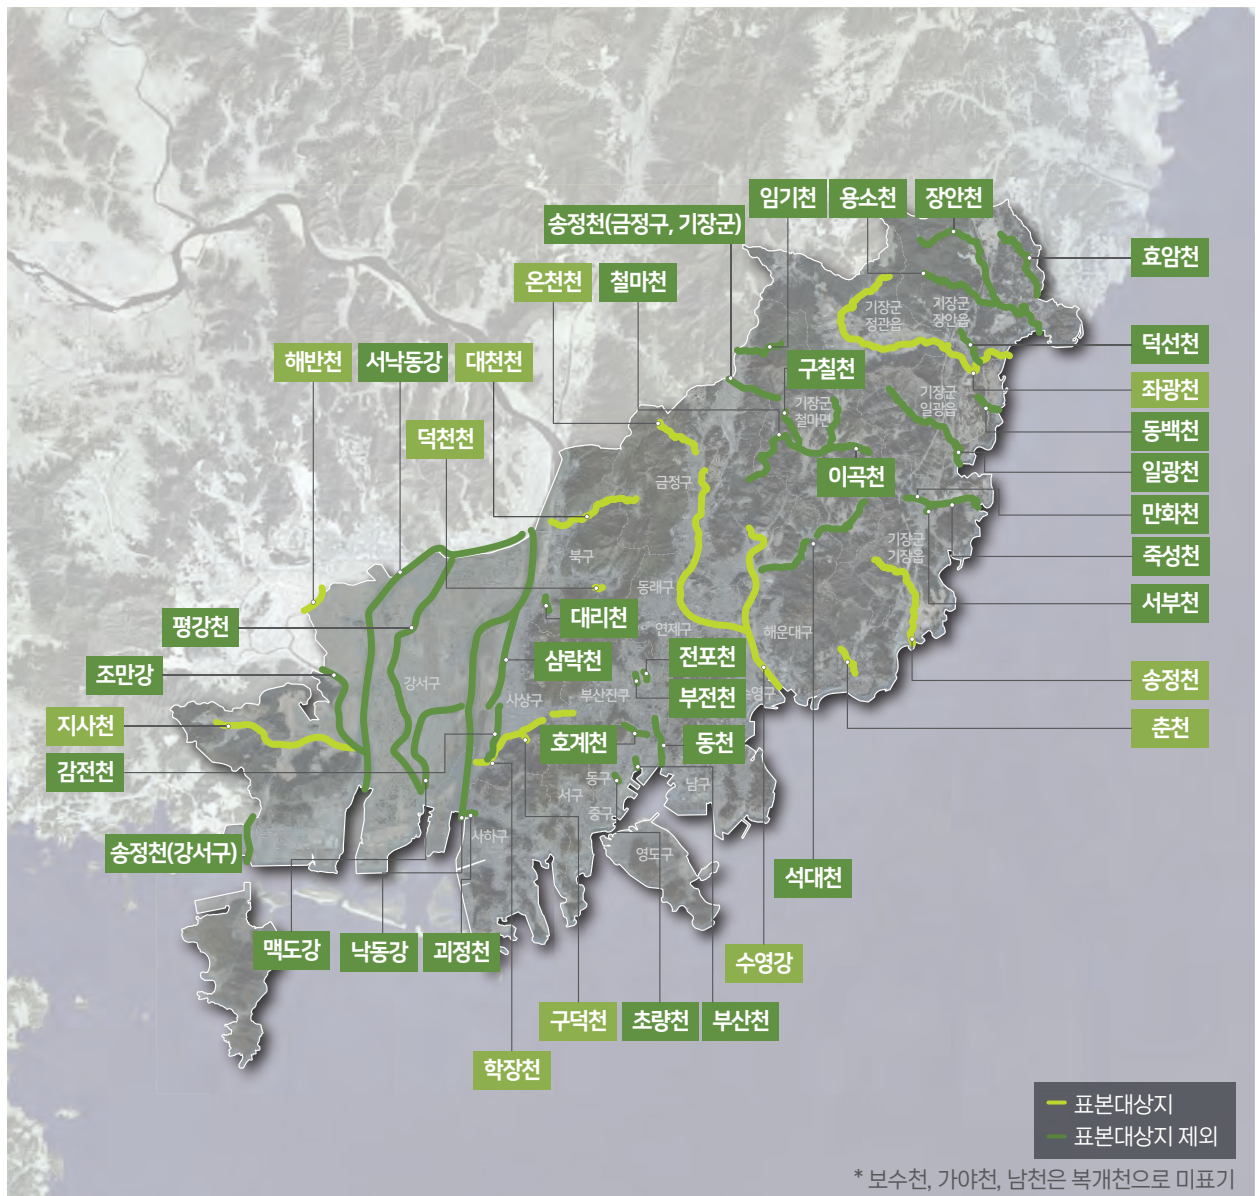 임기천
용소천
장안천
송정천(금정구, 기장군)
효암천
온천천
철마천
기장군
정관읍
기장군
장안읍
해반천
서낙동강
대천천
덕선천
구칠천
좌광천
기장군
철마면
기장군
일광읍
덕천천
동백천
일광천
이곡천
금정구
만화천
기장군
기장읍
죽성천
북구
동래구
서부천
대리천
평강천
연제구
해운대구
삼락천
전포천
조만강
강서구
송정천
사상구
부산진구
부전천
수영구
지사천
춘천
호계천
동천
감전천
동구
남구
서구
중구
사하구
송정천(강서구)
영도구
석대천
맥도강
낙동강
괴정천
수영강
구덕천
초량천
부산천
학장천
표본대상지
표본대상지 제외
* 보수천, 가야천, 남천은 복개천으로 미표기